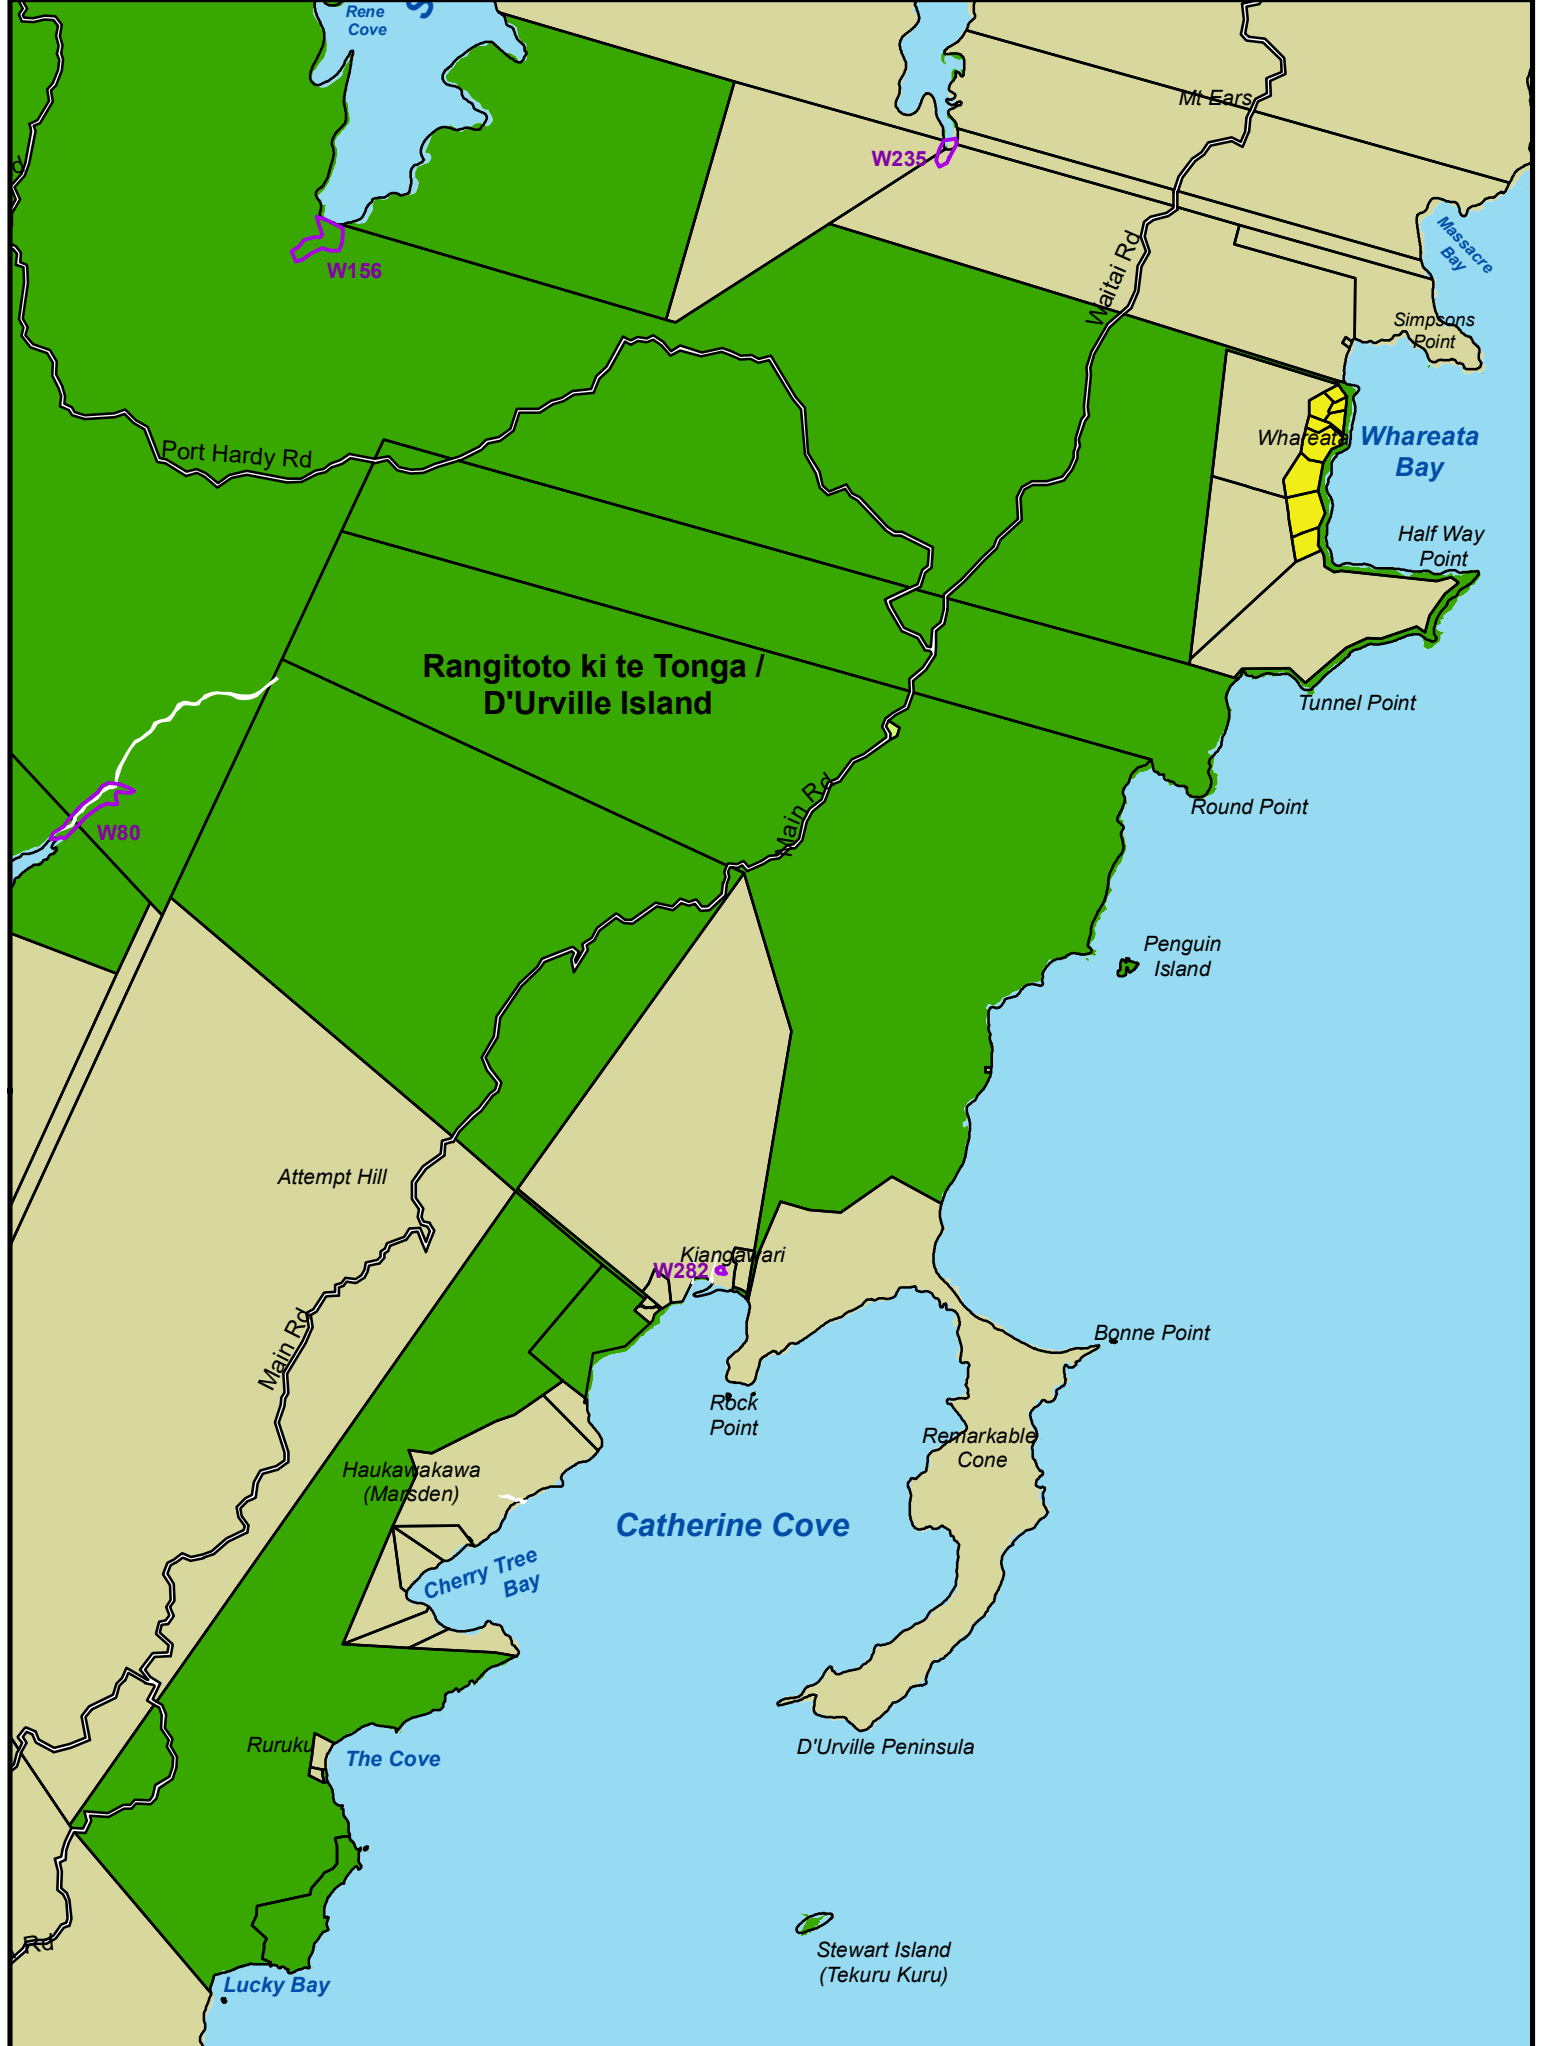 Rene
Cove
Mt Ears
W235
Massacre
Bay
W156
Waitai Rd
Simpsons
Point
Port Hardy Rd
Whareata
Whareata
Bay
Half Way
Point
Rangitoto ki te Tonga /
D'Urville Island
Tunnel Point
Main Rd
Round Point
W80
Penguin
Island
Attempt Hill
Kiangawari
W282
Main Rd
Bonne Point
Rock
Point
Remarkable
Cone
Haukawakawa
(Marsden)
Catherine Cove
Cherry Tree
Bay
Ruruku
The Cove
D'Urville Peninsula
Rd
Stewart Island
(Tekuru Kuru)
Lucky Bay